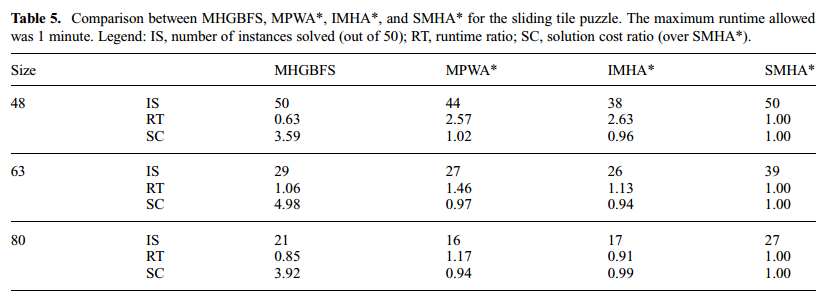 Table 5. Comparison between MHGBFS, MPWA*, IMHA*, and SMHA* for the sliding tile puzzle. The maximum runtime allowed
was 1 minute. Legend: IS, number of instances solved (out of 50); RT, runtime ratio; SC, solution cost ratio (over SMHA*).
Size MHGBFS MPWA* IMHA* SMHA*
48 IS 50 44 38 50
RT 0.63 2.57 2.63 1.00
SC 3.59 1.02 0.96 1.00
63 IS 29 27 26 39
RT 1.06 1.46 1.13 1.00
SC 4.98 0.97 0.94 1.00
80 IS 21 16 17 27
RT 0.85 1.17 0.91 1.00
SC 3.92 0.94 0.99 1.00